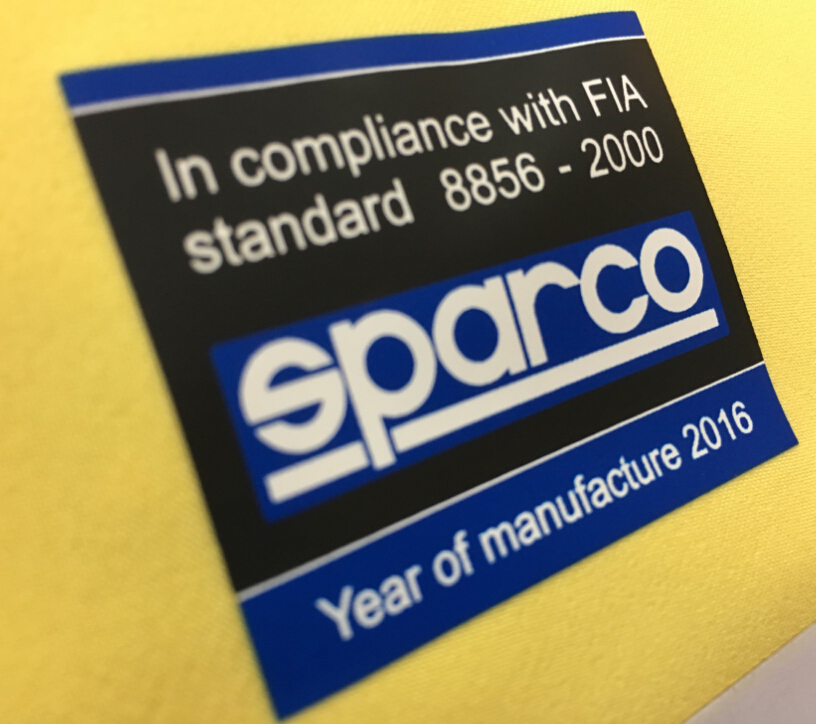 In compliance with FIA
standard 8856 - 2000
sparco
Year of manufacture 2016